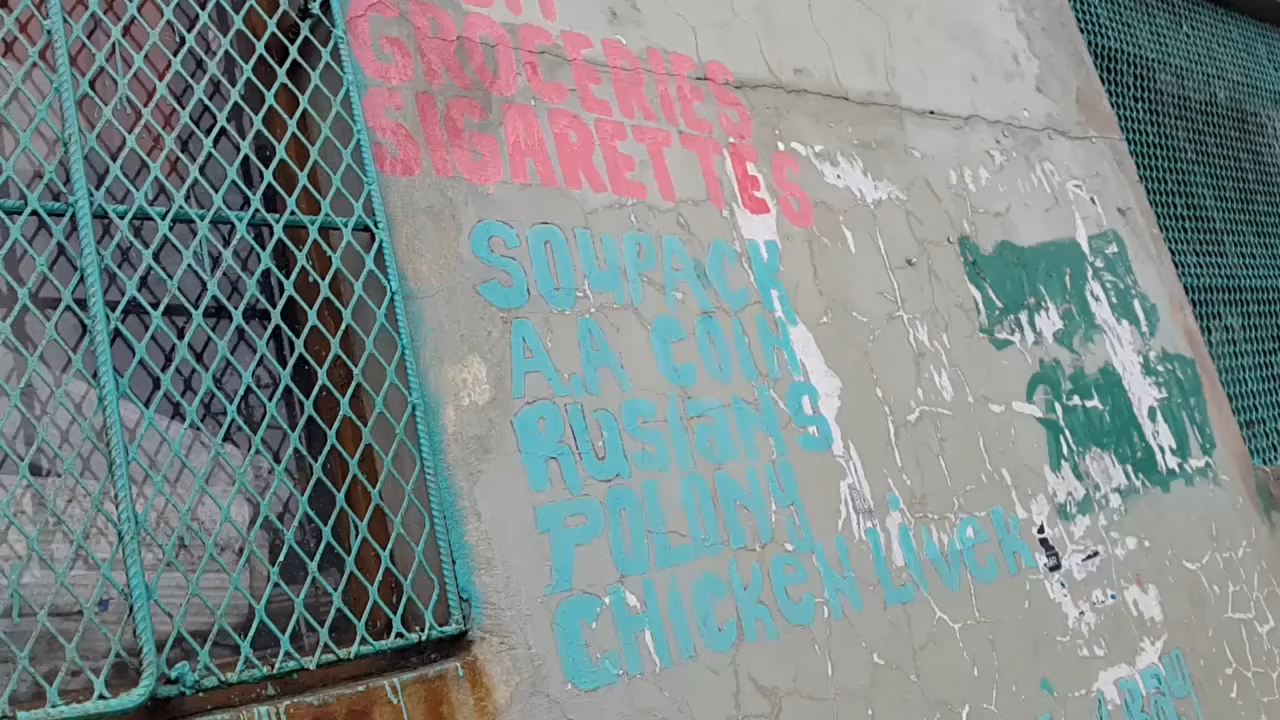 GROCERIES
SIGARETTES
SOUPACK
A.A COIN
RUSIANS
POLONY
CHICKEN LIVER